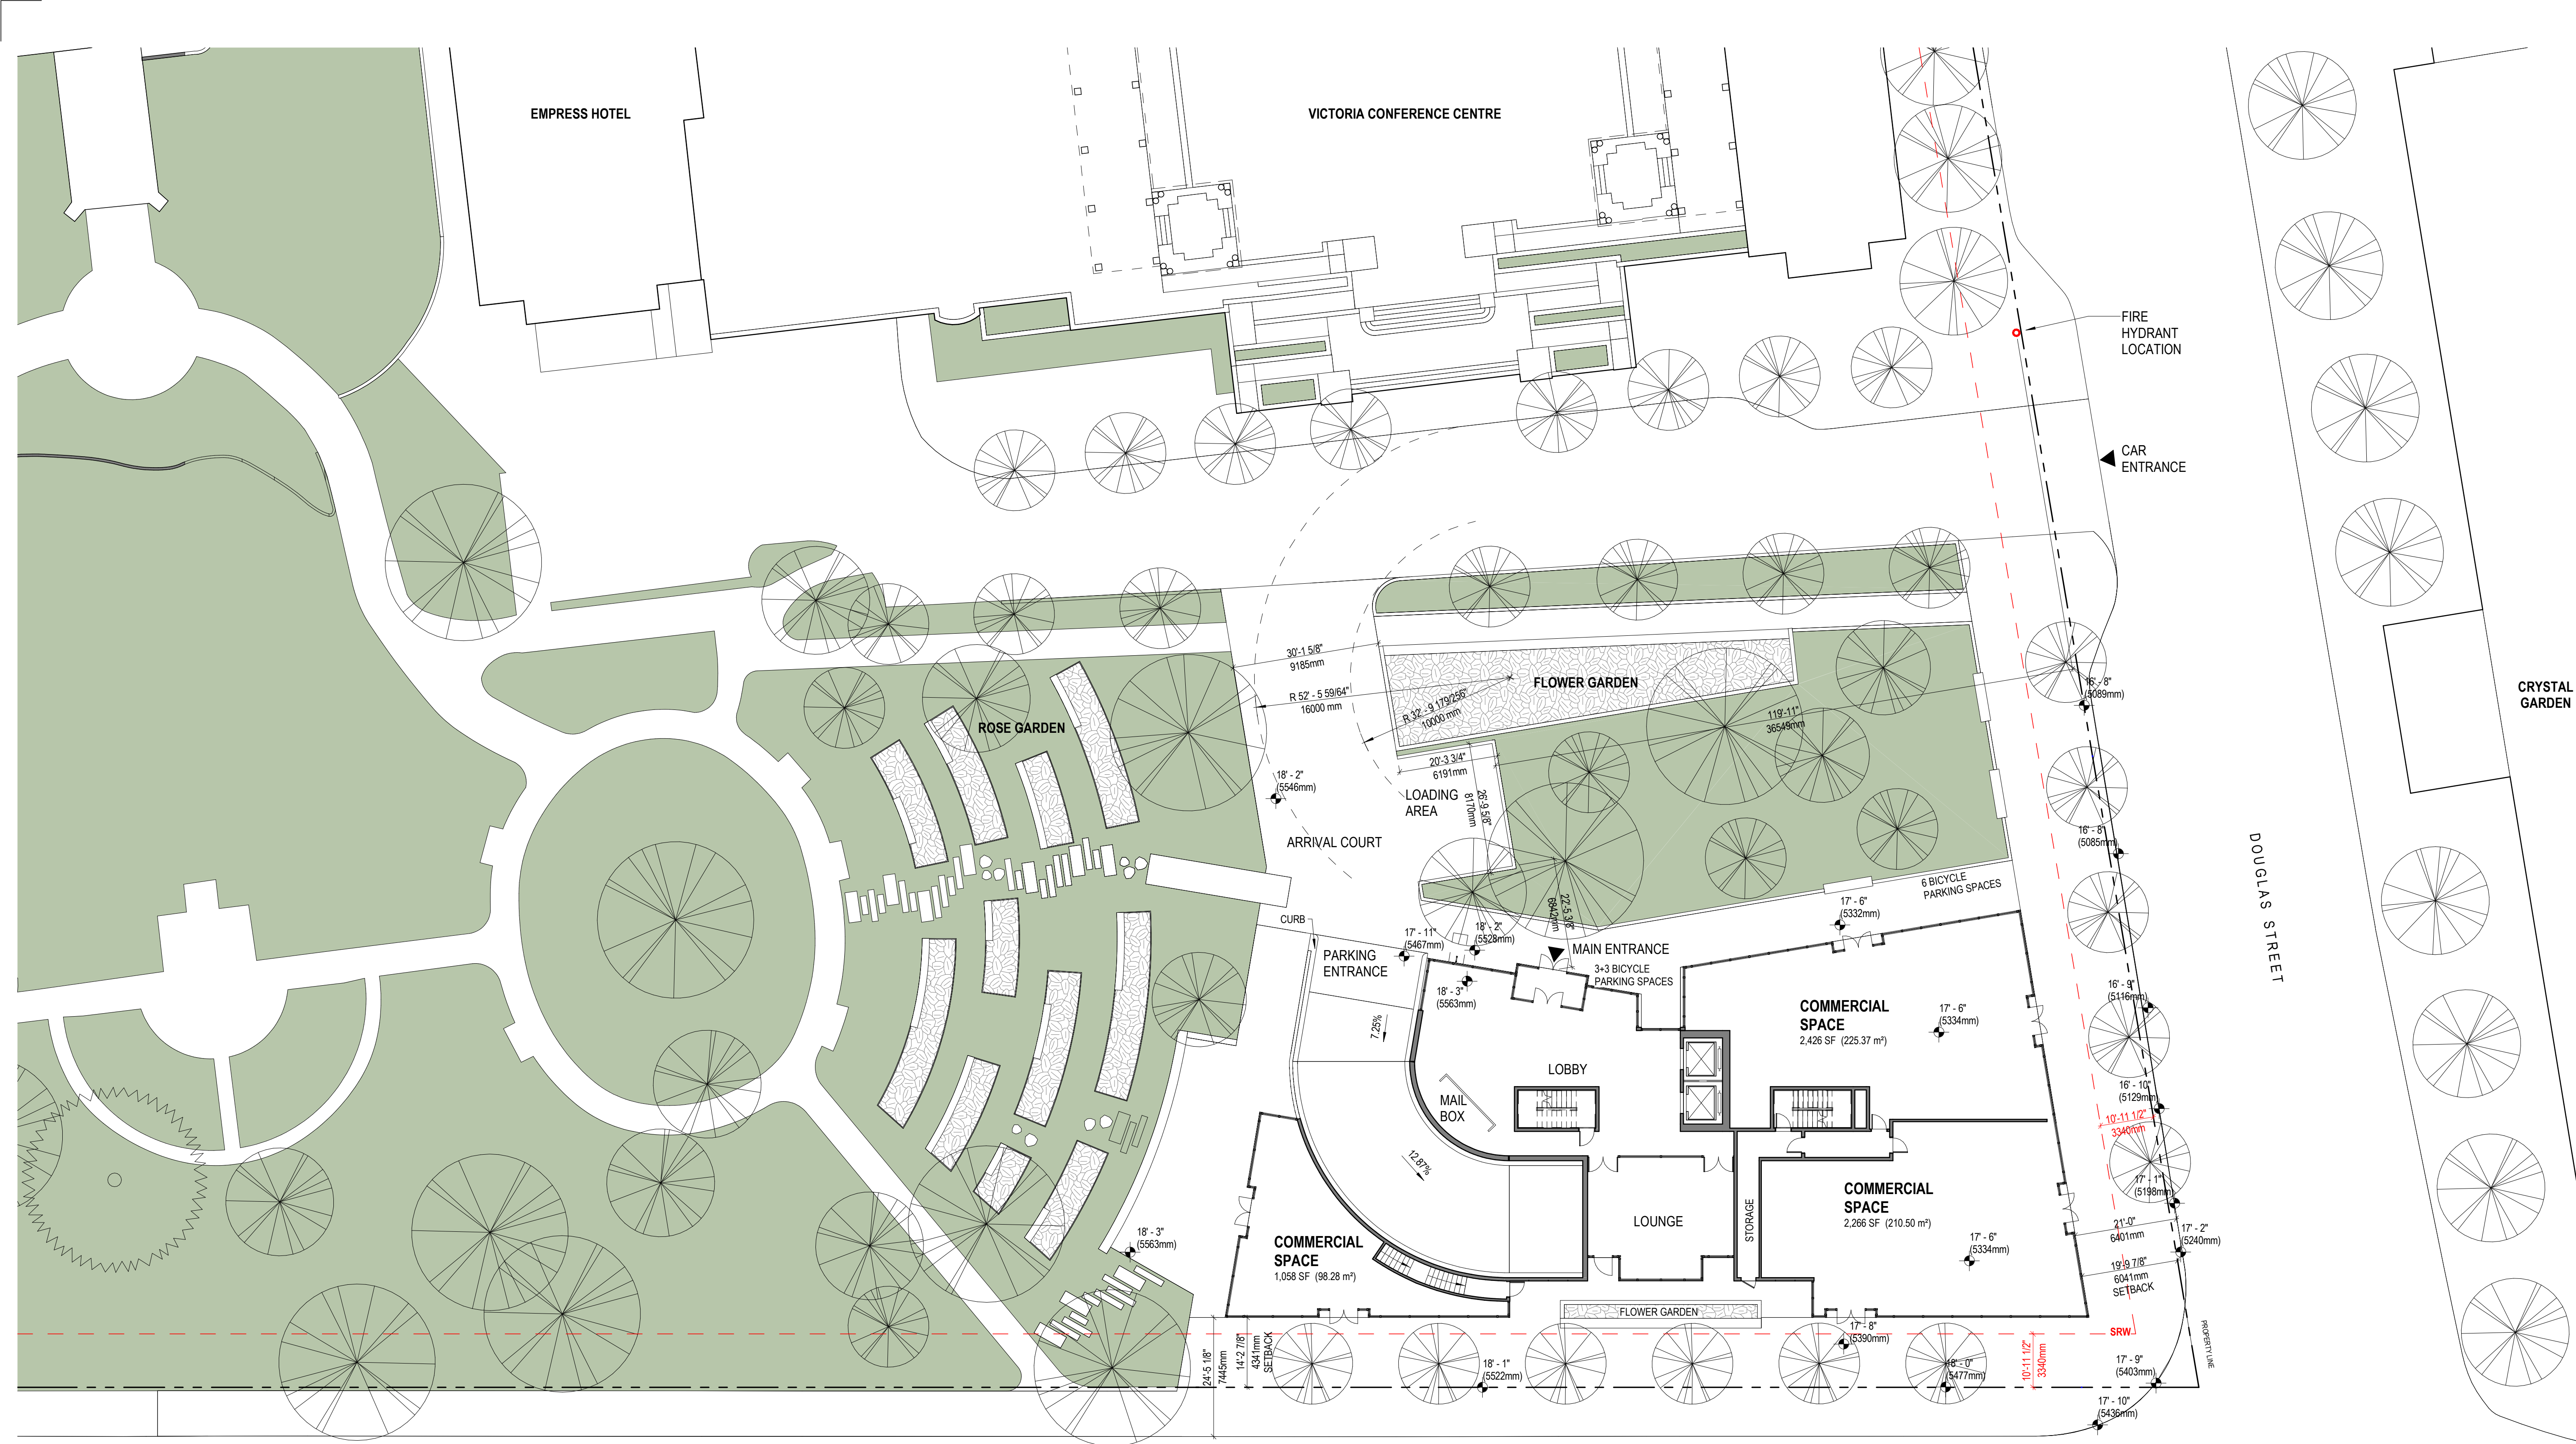 EMPRESS HOTEL
VICTORIA CONFERENCE CENTRE
FIRE
HYDRANT
LOCATION
CAR
ENTRANCE
30'-1 5/8"
9185mm
R 52' - 5 59/64"
16000 mm
R 32' - 9 179/256"
10000 mm
FLOWER GARDEN
119'-11"
36549mm
16' - 8"
(5089mm)
CRYSTAL
GARDEN
ROSE GARDEN
20'-3 3/4"
6191mm
18' - 2"
(5546mm)
LOADING
AREA
26'-9 5/8"
8170mm
ARRIVAL COURT
16' - 8"
(5085mm)
DOUGLAS STREET
6 BICYCLE
PARKING SPACES
22'-5 3/8"
6842mm
17' - 6"
(5332mm)
CURB
17' - 11"
(5467mm)
18' - 2"
(5528mm)
PARKING
ENTRANCE
MAIN ENTRANCE
3+3 BICYCLE
PARKING SPACES
18' - 3"
(5563mm)
16' - 9"
(5116mm)
COMMERCIAL
SPACE
2,426 SF (225.37 m²)
17' - 6"
(5334mm)
7.25%
LOBBY
MAIL
BOX
16' - 10"
(5129mm)
10'-11 1/2"
3340mm
12.87%
17' - 1"
(5198mm)
COMMERCIAL
SPACE
2,266 SF (210.50 m²)
LOUNGE
STORAGE
21'-0"
6401mm
17' - 2"
(5240mm)
18' - 3"
(5563mm)
COMMERCIAL
SPACE
1,058 SF (98.28 m²)
17' - 6"
(5334mm)
19'-9 7/8"
6041mm
SETBACK
FLOWER GARDEN
SRW
PROPERTY LINE
24'-5 1/8"
7445mm
14'-2 7/8"
4341mm
SETBACK
17' - 8"
(5390mm)
18' - 1"
(5522mm)
18' - 0"
(5477mm)
10'-11 1/2"
3340mm
17' - 9"
(5403mm)
17' - 10"
(5436mm)